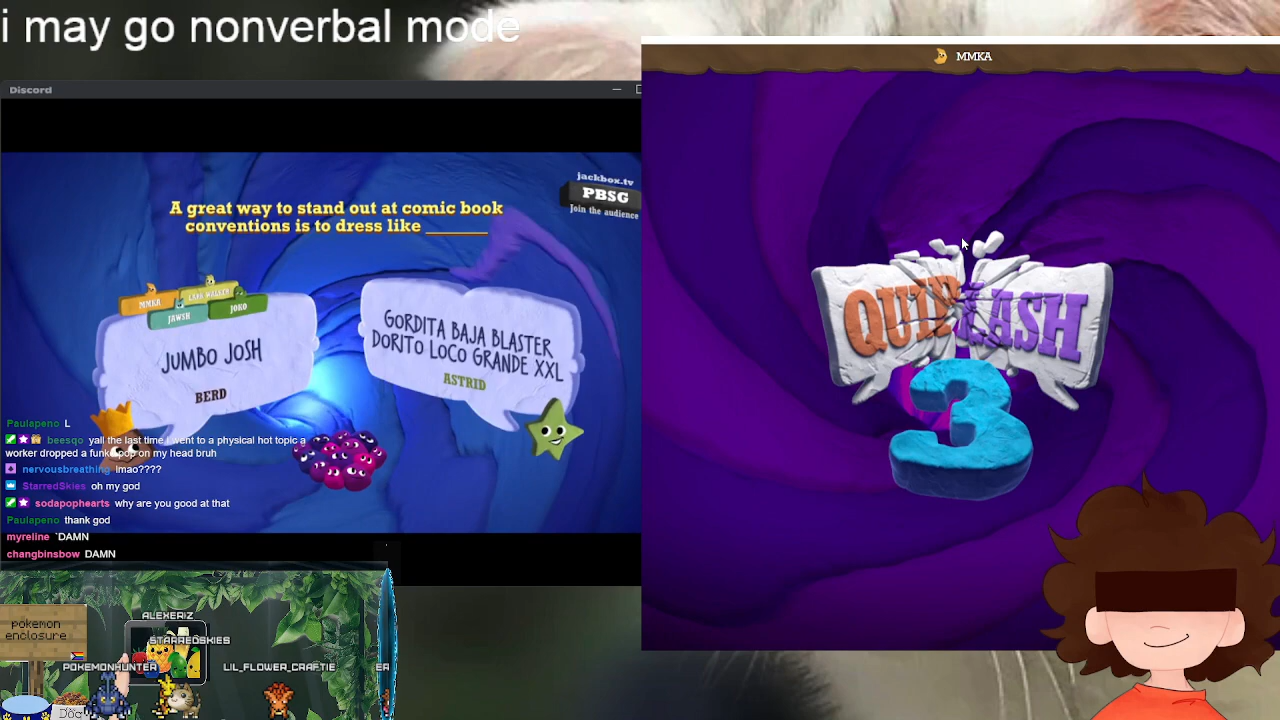 i may go nonverbal mode
Discord
MMKA
jackbox.tv
PBSG
Join the audience
A great way to stand out at comic book
conventions is to dress like ______
MMKA
JAWSH
JOKO
JUMBO JOSH
BERD
GORDITA BAJA BLASTER
DORITO LOCO GRANDE XXL
ASTRID
QUIPLASH
3
Paulapeno L
beesqo yall the last time I went to a physical hot topic a
worker dropped a funko pop on my head bruh
nervousbreathing lmao????
StarredSkies oh my god
sodapophearts why are you good at that
Paulapeno thank god
myreline `DAMN
changbinsbow DAMN
pokemon
enclosure
ALEXERIZ
STARREDSKIES
POKEMONHUNTER
LIL_FLOWER_CRAFTIE
ER
Dog